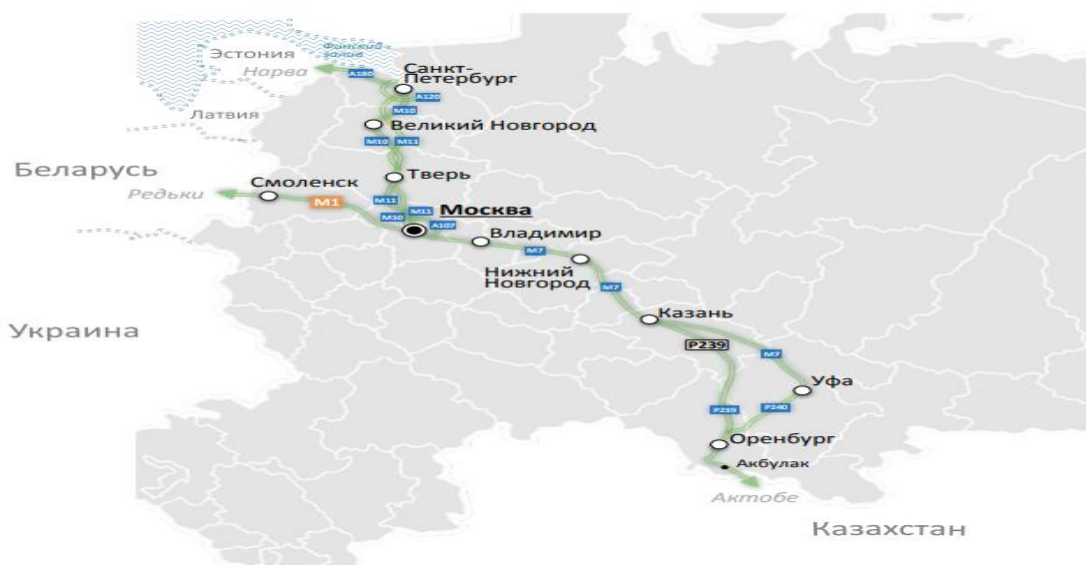 Эстония
Финский
залив
Нарва
А180
Санкт-
Петербург
А120
М10
Латвия
Великий Новгород
М10
М11
Беларусь
Тверь
Смоленск
Редьки
М1
М11
М11
Москва
М10
А107
Владимир
М7
Нижний
Новгород
М7
Украина
Казань
Р239
М7
Уфа
Р239
Р240
Оренбург
Акбулак
Актобе
Казахстан